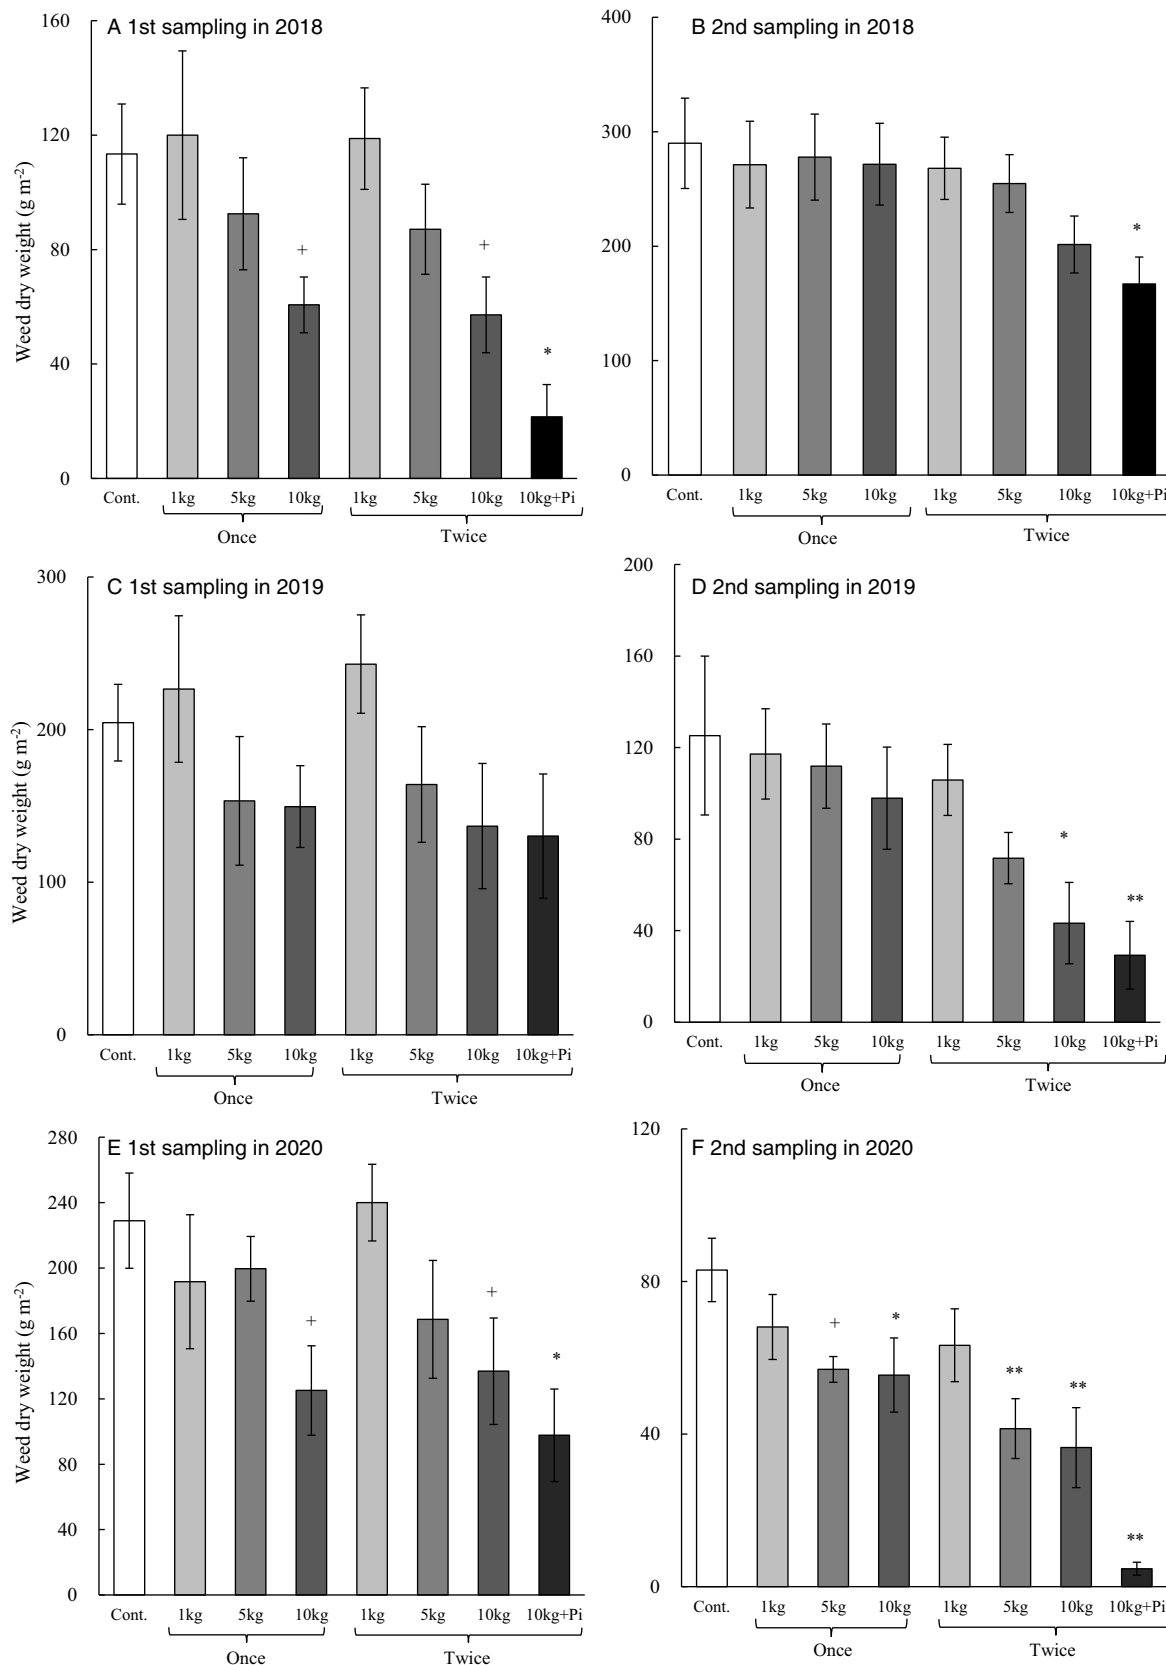 A 1st sampling in 2018
Weed dry weight (g m-2)
160
120
80
40
0
+
+
*
Cont. 1kg 5kg 10kg 1kg 5kg 10kg 10kg+Pi
Once Twice
B 2nd sampling in 2018
400
300
200
100
0
*
Cont. 1kg 5kg 10kg 1kg 5kg 10kg 10kg+Pi
Once Twice
C 1st sampling in 2019
Weed dry weight (g m-2)
300
200
100
0
Cont. 1kg 5kg 10kg 1kg 5kg 10kg 10kg+Pi
Once Twice
D 2nd sampling in 2019
200
160
120
80
40
0
*
**
Cont. 1kg 5kg 10kg 1kg 5kg 10kg 10kg+Pi
Once Twice
E 1st sampling in 2020
Weed dry weight (g m-2)
280
240
200
160
120
80
40
0
+
+
*
Cont. 1kg 5kg 10kg 1kg 5kg 10kg 10kg+Pi
Once Twice
F 2nd sampling in 2020
120
80
40
0
+
*
**
**
**
Cont. 1kg 5kg 10kg 1kg 5kg 10kg 10kg+Pi
Once Twice